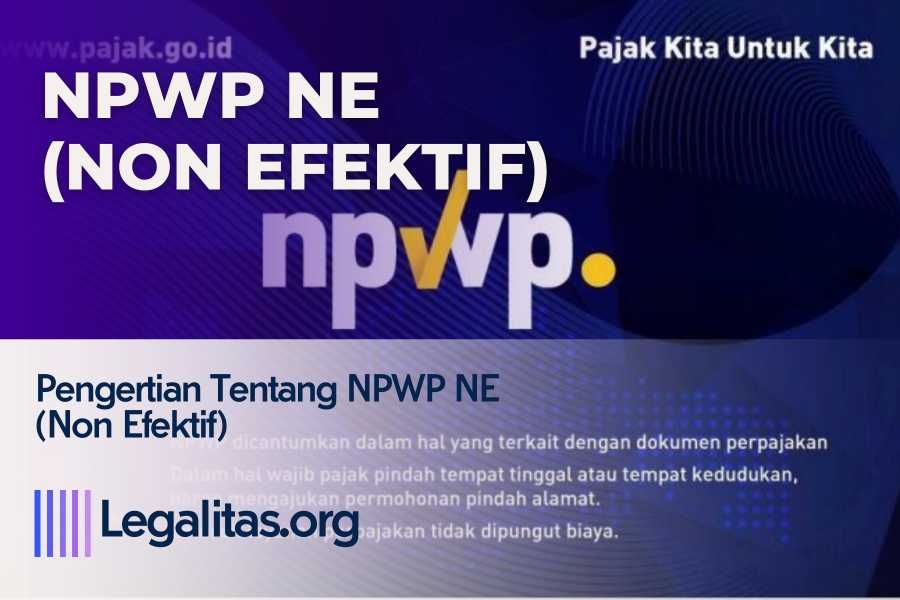 www.pajak.go.id
Pajak Kita Untuk Kita
NPWP NE
(NON EFEKTIF)
npwp.
Pengertian Tentang NPWP NE
(Non Efektif)
dicantumkan dalam hal yang terkait dengan dokumen perpajakan
Dalam hal wajib pajak pindah tempat tinggal atau tempat kedudukan,
mengajukan permohonan pindah alamat.
Legalitas.org
tidak dipungut biaya.